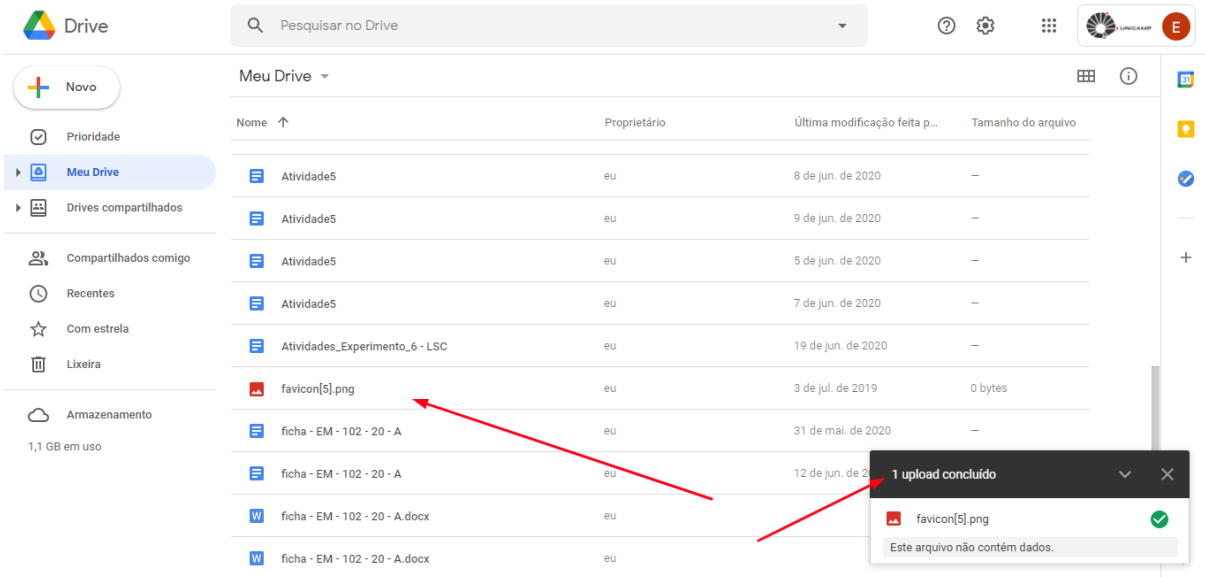 Drive
Pesquisar no Drive
UNICAMP
E
Novo
Prioridade
Meu Drive
Drives compartilhados
Compartilhados comigo
Recentes
Com estrela
Lixeira
Armazenamento
1,1 GB em uso
Meu Drive
31
Nome Proprietário Última modificação feita p... Tamanho do arquivo
Atividade5 eu 8 de jun. de 2020 —
Atividade5 eu 9 de jun. de 2020 —
Atividade5 eu 5 de jun. de 2020 —
Atividade5 eu 7 de jun. de 2020 —
Atividades_Experimento_6 - LSC eu 19 de jun. de 2020 —
favicon[5].png eu 3 de jul. de 2019 0 bytes
ficha - EM - 102 - 20 - A eu 31 de mai. de 2020 —
ficha - EM - 102 - 20 - A eu 12 de jun. de 2
W ficha - EM - 102 - 20 - A.docx eu
W ficha - EM - 102 - 20 - A.docx eu
1 upload concluído
favicon[5].png
Este arquivo não contém dados.